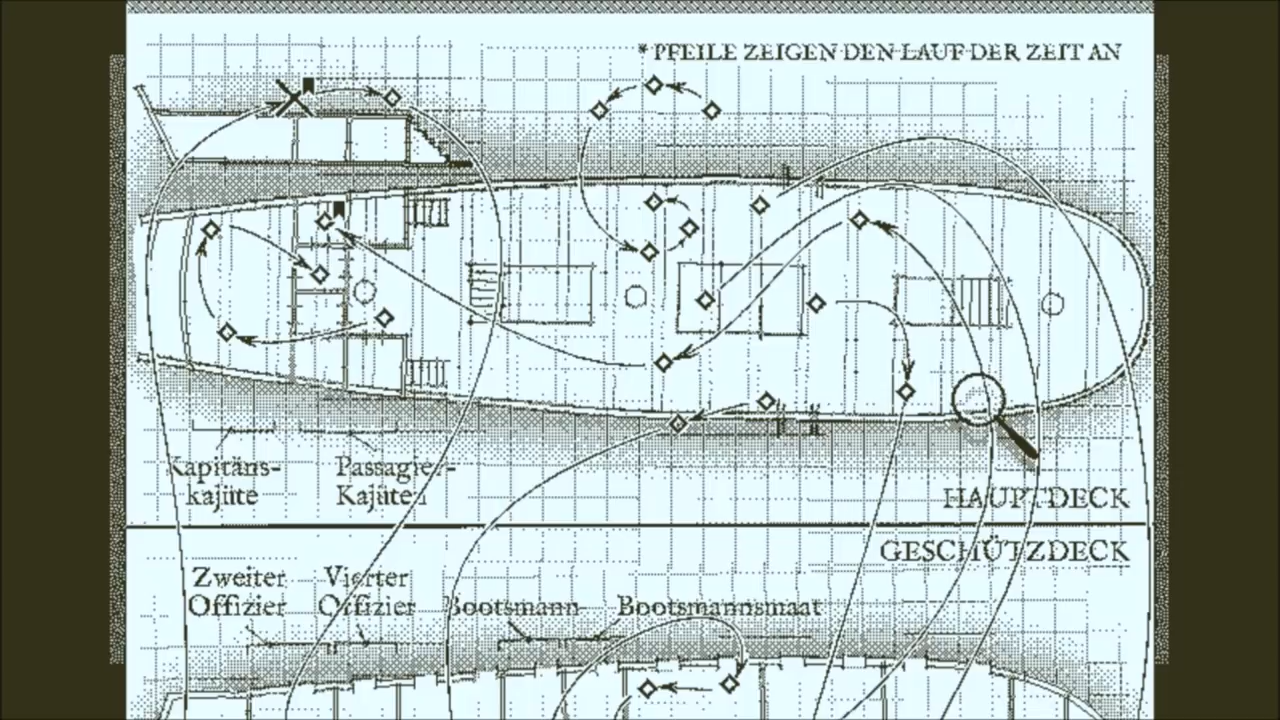 * PFEILE ZEIGEN DEN LAUF DER ZEIT AN
Kapitäns-
kajüte
Passagier-
Kajüten
HAUPTDECK
GESCHÜTZDECK
Zweiter
Offizier
Vierter
Offizier
Bootsmann
Bootsmannsmaat